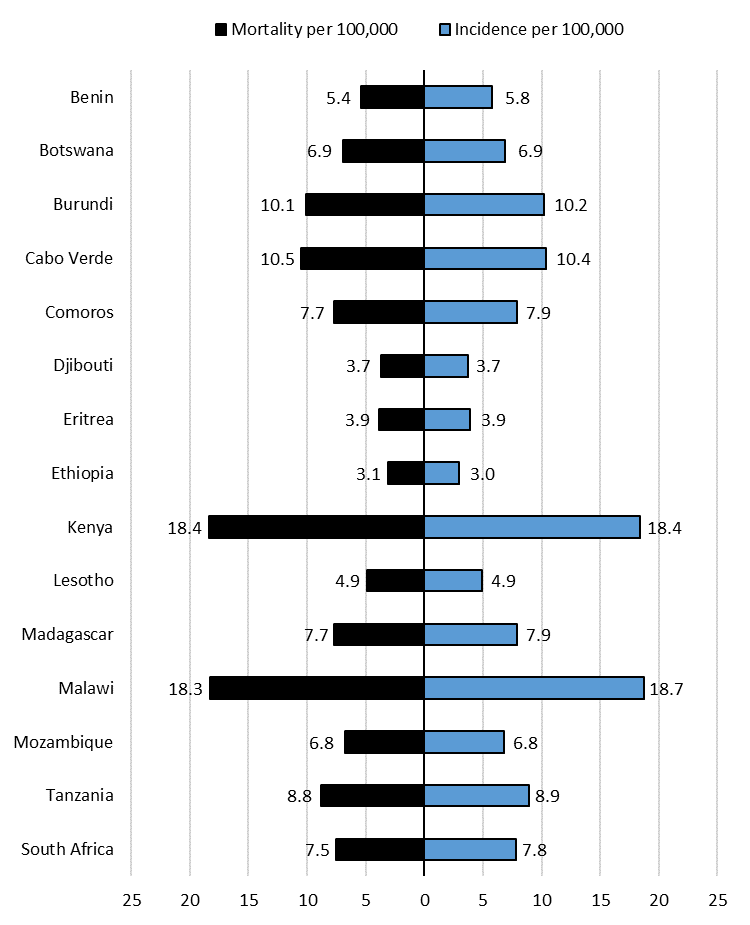 Mortality per 100,000 Incidence per 100,000
Benin 5.4 5.8
Botswana 6.9 6.9
Burundi 10.1 10.2
Cabo Verde 10.5 10.4
Comoros 7.7 7.9
Djibouti 3.7 3.7
Eritrea 3.9 3.9
Ethiopia 3.1 3.0
Kenya 18.4 18.4
Lesotho 4.9 4.9
Madagascar 7.7 7.9
Malawi 18.3 18.7
Mozambique 6.8 6.8
Tanzania 8.8 8.9
South Africa 7.5 7.8
25 20 15 10 5 0 5 10 15 20 25